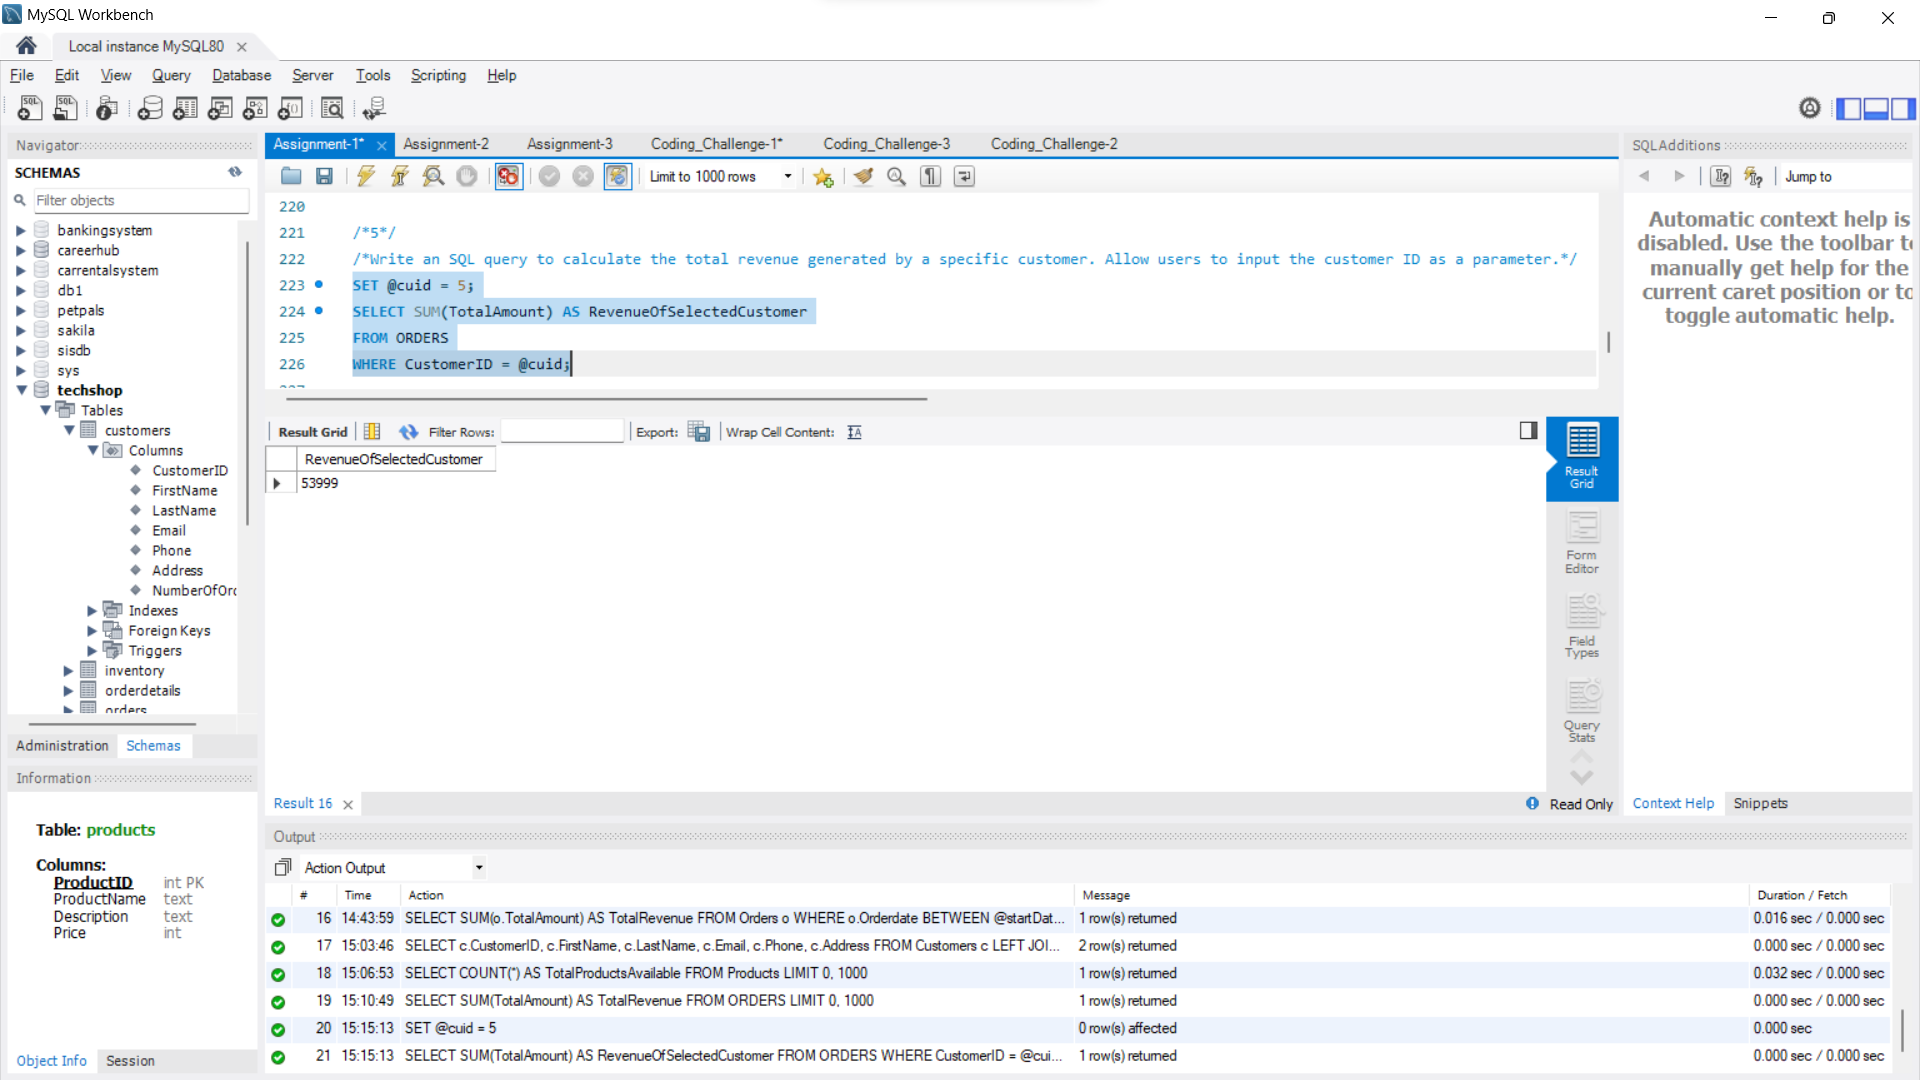 MySQL Workbench
Local instance MySQL80
File Edit View Query Database Server Tools Scripting Help
Navigator
SCHEMAS
Filter objects
bankingsystem
careerhub
carrentalsystem
db1
petpals
sakila
sisdb
sys
techshop
Tables
customers
Columns
CustomerID
FirstName
LastName
Email
Phone
Address
NumberOfOr
Indexes
Foreign Keys
Triggers
inventory
orderdetails
orders
Administration Schemas
Information
Table: products
Columns:
ProductID int PK
ProductName text
Description text
Price int
Object Info Session
Assignment-1* Assignment-2 Assignment-3 Coding_Challenge-1* Coding_Challenge-3 Coding_Challenge-2
Limit to 1000 rows
220
221 /*5*/
222 /*Write an SQL query to calculate the total revenue generated by a specific customer. Allow users to input the customer ID as a parameter.*/
223 SET @cuid = 5;
224 SELECT SUM(TotalAmount) AS RevenueOfSelectedCustomer
225 FROM ORDERS
226 WHERE CustomerID = @cuid;
Result Grid Filter Rows: Export: Wrap Cell Content:
RevenueOfSelectedCustomer
53999
Result Grid
Form Editor
Field Types
Query Stats
Result 16
Read Only
SQLAdditions
Jump to
Automatic context help is
disabled. Use the toolbar to
manually get help for the
current caret position or to
toggle automatic help.
Context Help Snippets
Output
Action Output
# Time Action Message Duration / Fetch
16 14:43:59 SELECT SUM(o.TotalAmount) AS TotalRevenue FROM Orders o WHERE o.Orderdate BETWEEN @startDat... 1 row(s) returned 0.016 sec / 0.000 sec
17 15:03:46 SELECT c.CustomerID, c.FirstName, c.LastName, c.Email, c.Phone, c.Address FROM Customers c LEFT JOI... 2 row(s) returned 0.000 sec / 0.000 sec
18 15:06:53 SELECT COUNT(*) AS TotalProductsAvailable FROM Products LIMIT 0, 1000 1 row(s) returned 0.032 sec / 0.000 sec
19 15:10:49 SELECT SUM(TotalAmount) AS TotalRevenue FROM ORDERS LIMIT 0, 1000 1 row(s) returned 0.000 sec / 0.000 sec
20 15:15:13 SET @cuid = 5 0 row(s) affected 0.000 sec
21 15:15:13 SELECT SUM(TotalAmount) AS RevenueOfSelectedCustomer FROM ORDERS WHERE CustomerID = @cui... 1 row(s) returned 0.000 sec / 0.000 sec